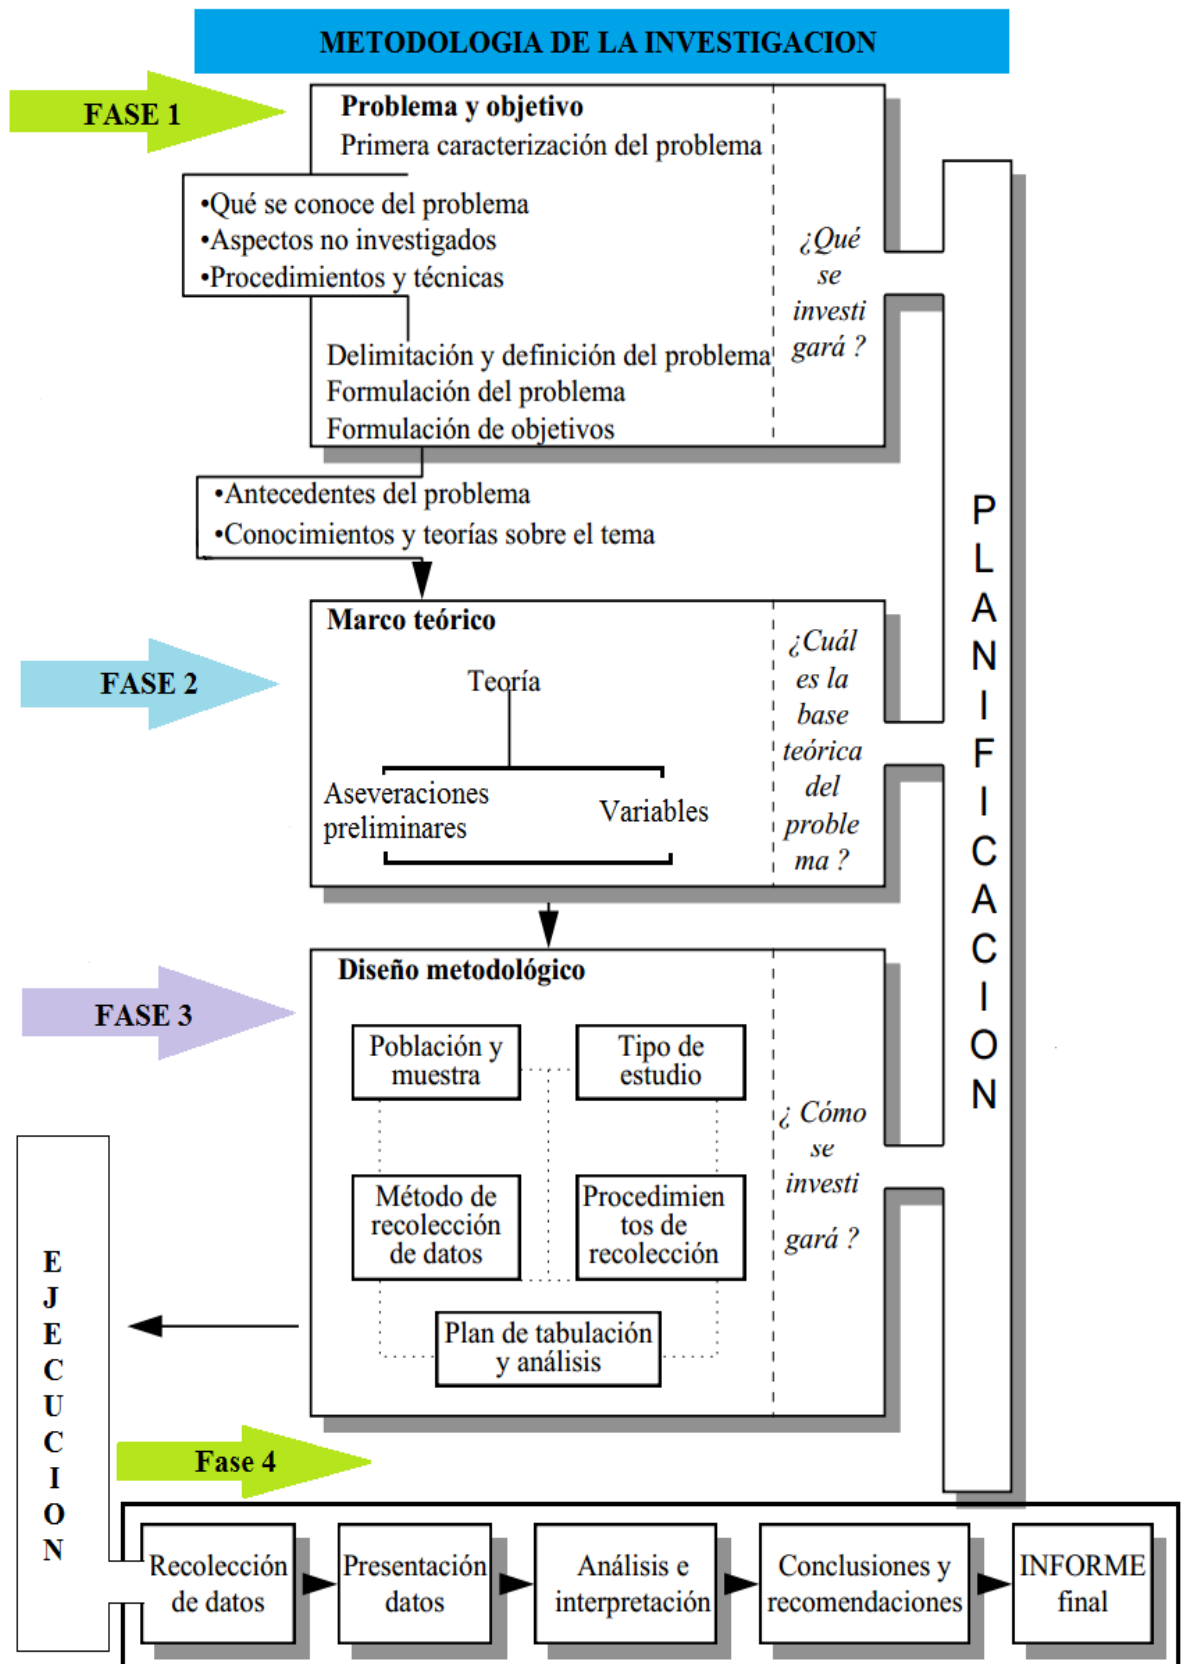 METODOLOGIA DE LA INVESTIGACION
FASE 1
Problema y objetivo
Primera caracterización del problema
•Qué se conoce del problema
•Aspectos no investigados
•Procedimientos y técnicas
Delimitación y definición del problema
Formulación del problema
Formulación de objetivos
¿Qué
se
investi
gará ?
•Antecedentes del problema
•Conocimientos y teorías sobre el tema
FASE 2
Marco teórico
Teoría
Aseveraciones
preliminares
Variables
¿Cuál
es la
base
teórica
del
proble
ma ?
FASE 3
Diseño metodológico
Población y
muestra
Tipo de
estudio
Método de
recolección
de datos
Procedimien
tos de
recolección
Plan de tabulación
y análisis
¿ Cómo
se
investi
gará ?
P
L
A
N
I
F
I
C
A
C
I
O
N
E
J
E
C
U
C
I
O
N
Fase 4
Recolección
de datos
Presentación
datos
Análisis e
interpretación
Conclusiones y
recomendaciones
INFORME
final